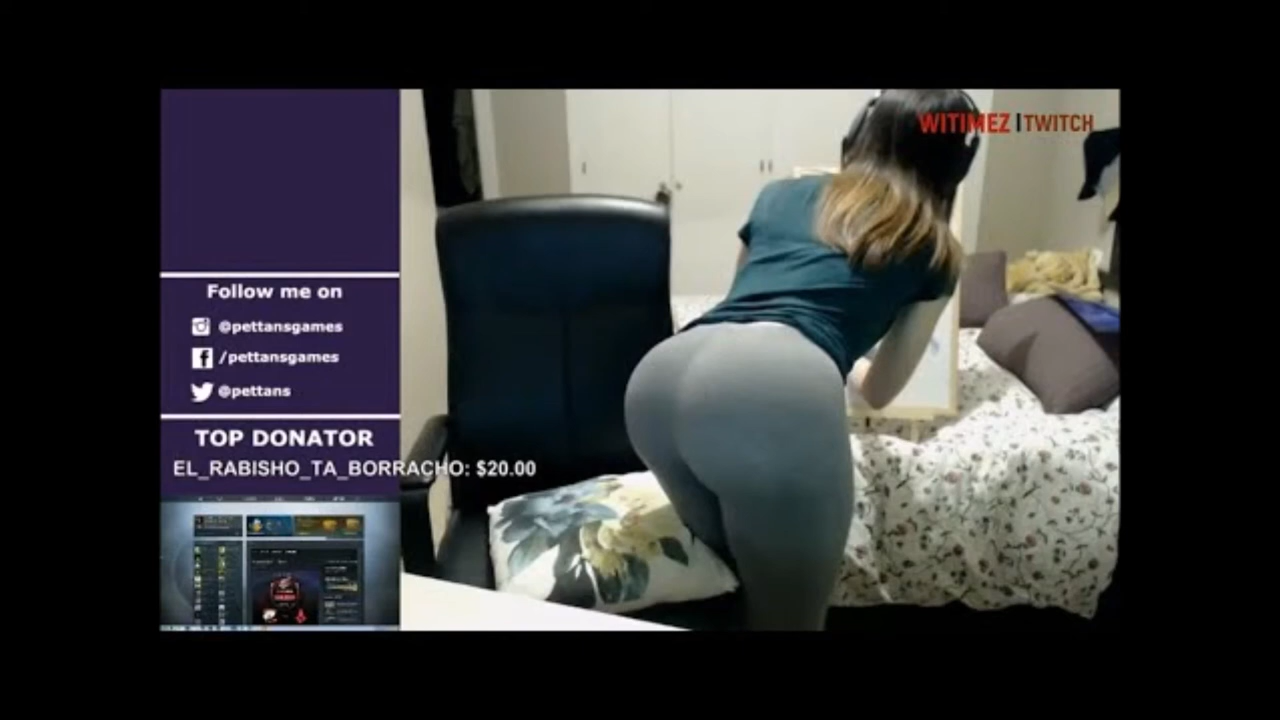 WITIMEZ | TWITCH
Follow me on
@pettansgames
/pettansgames
@pettans
TOP DONATOR
EL_RABISHO_TA_BORRACHO: $20.00